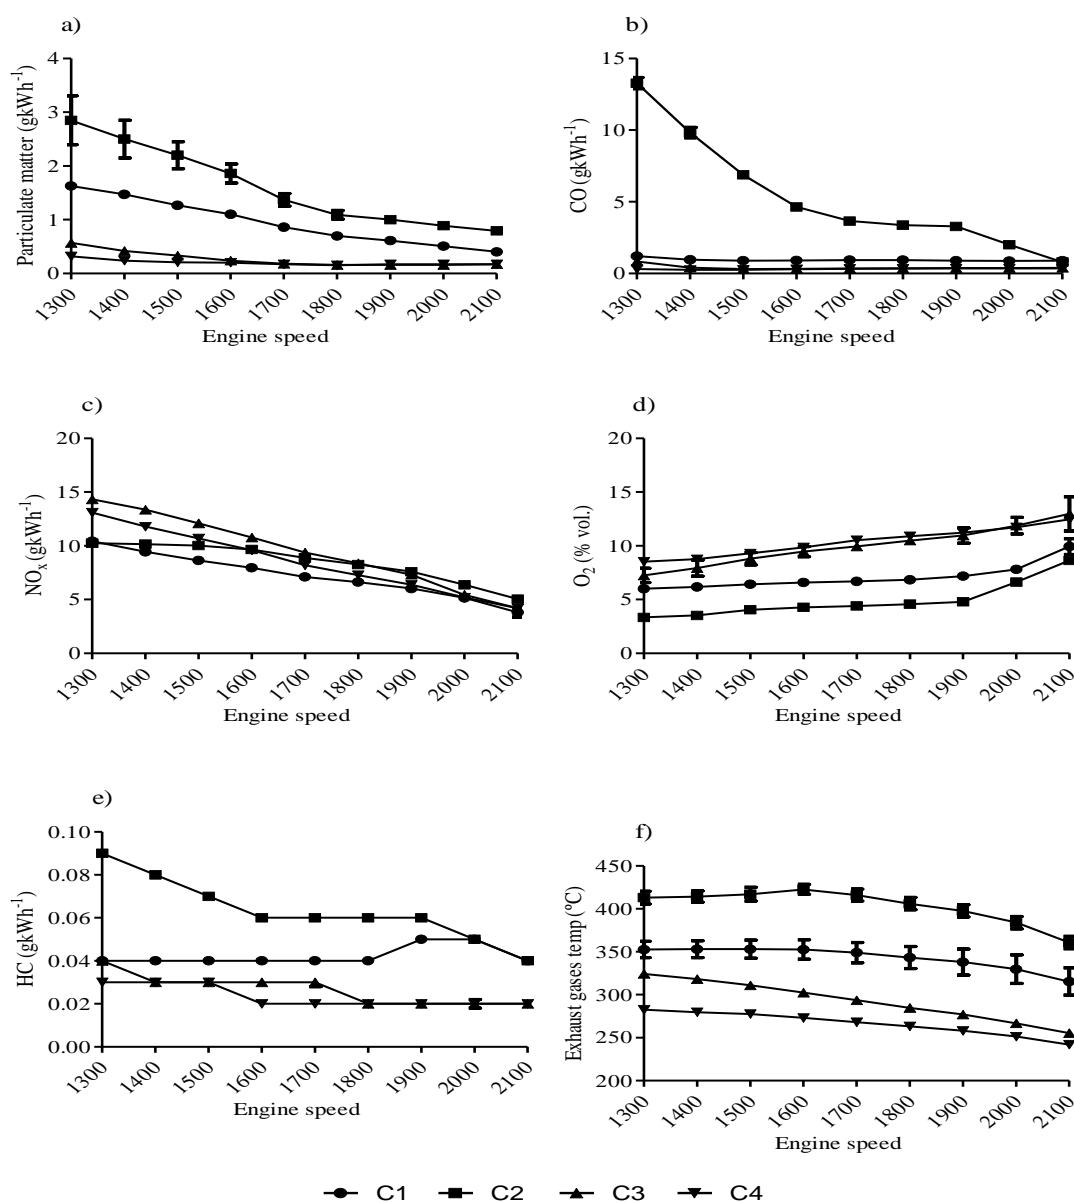 a)
Particulate matter (gkWh⁻¹)
4
3
2
1
0
1300 1400 1500 1600 1700 1800 1900 2000 2100
Engine speed
b)
CO (gkWh⁻¹)
15
10
5
0
1300 1400 1500 1600 1700 1800 1900 2000 2100
Engine speed
c)
NOₓ (gkWh⁻¹)
20
15
10
5
0
1300 1400 1500 1600 1700 1800 1900 2000 2100
Engine speed
d)
O₂ (% vol.)
20
15
10
5
0
1300 1400 1500 1600 1700 1800 1900 2000 2100
Engine speed
e)
HC (gkWh⁻¹)
0.10
0.08
0.06
0.04
0.02
0.00
1300 1400 1500 1600 1700 1800 1900 2000 2100
Engine speed
f)
Exhaust gases temp (ºC)
450
400
350
300
250
200
1300 1400 1500 1600 1700 1800 1900 2000 2100
Engine speed
C1 C2 C3 C4